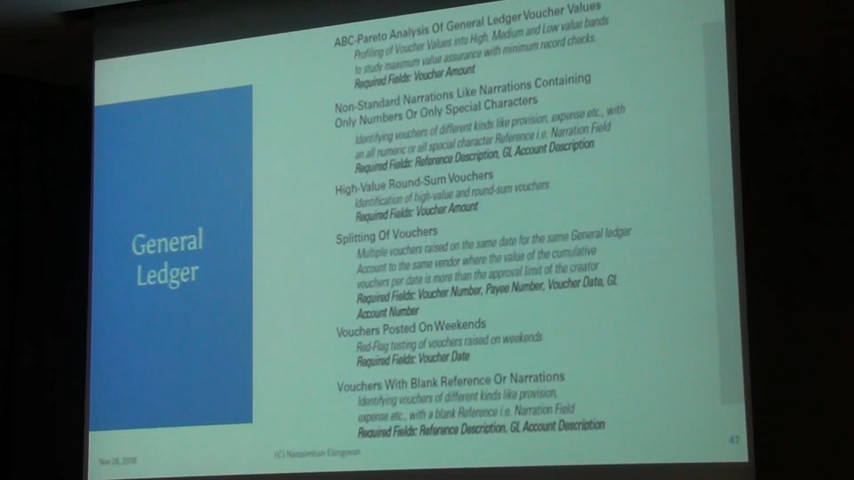 General
Ledger
ABC-Pareto Analysis Of General Ledger Voucher Values
Profiling of Voucher Values into High, Medium and Low value bands
to study maximum value assurance with minimum record checks.
Required Fields: Voucher Amount
Non-Standard Narrations Like Narrations Containing
Only Numbers Or Only Special Characters
Identifying vouchers of different kinds like provision, expense etc., with
an all numeric or all special character Reference i.e. Narration Field
Required Fields: Reference Description, GL Account Description
High-Value Round-Sum Vouchers
Identification of high-value and round-sum vouchers
Required Fields: Voucher Amount
Splitting Of Vouchers
Multiple vouchers raised on the same date for the same General ledger
Account to the same vendor where the value of the cumulative
vouchers per date is more than the approval limit of the creator
Required Fields: Voucher Number, Payee Number, Voucher Date, GL
Account Number
Vouchers Posted On Weekends
Red-Flag testing of vouchers raised on weekends
Required Fields: Voucher Date
Vouchers With Blank Reference Or Narrations
Identifying vouchers of different kinds like provision,
expense etc., with a blank Reference i.e. Narration Field
Required Fields: Reference Description, GL Account Description
(C)
42